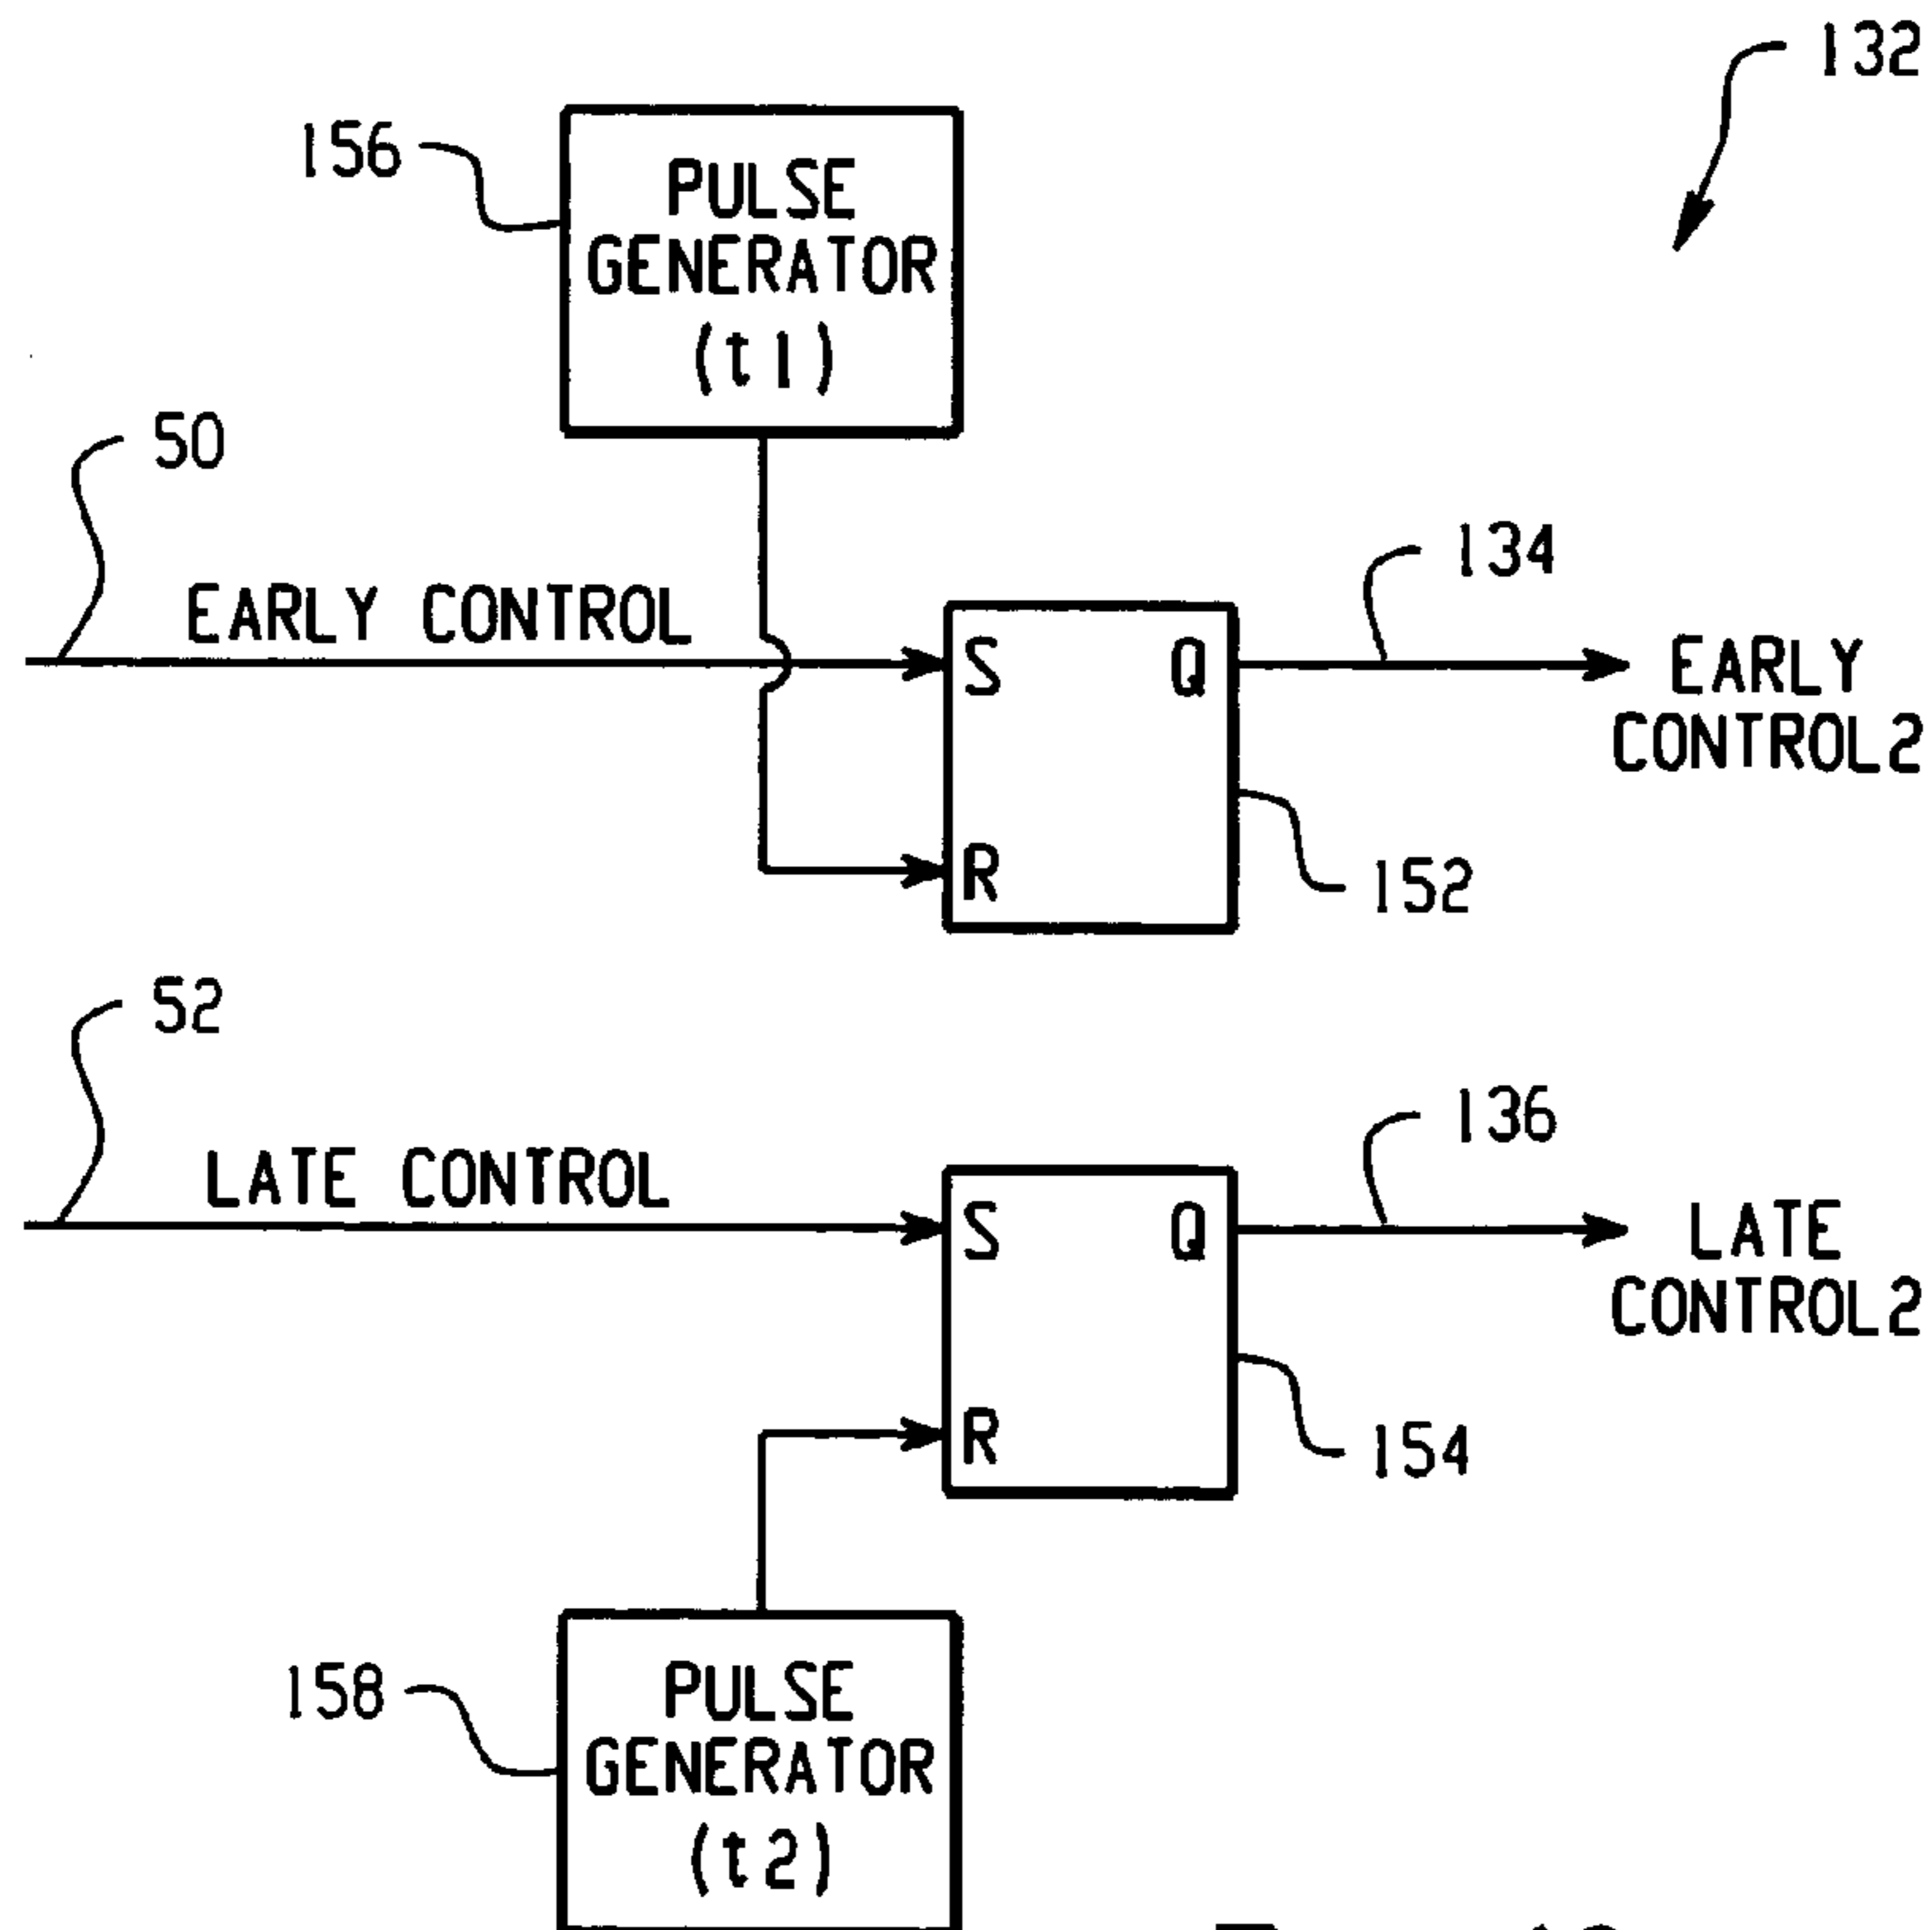 132
156
PULSE
GENERATOR
(t1)
50
EARLY CONTROL
134
S
Q
EARLY
CONTROL2
R
152
52
LATE CONTROL
136
S
Q
LATE
CONTROL2
R
154
158
PULSE
GENERATOR
(t2)